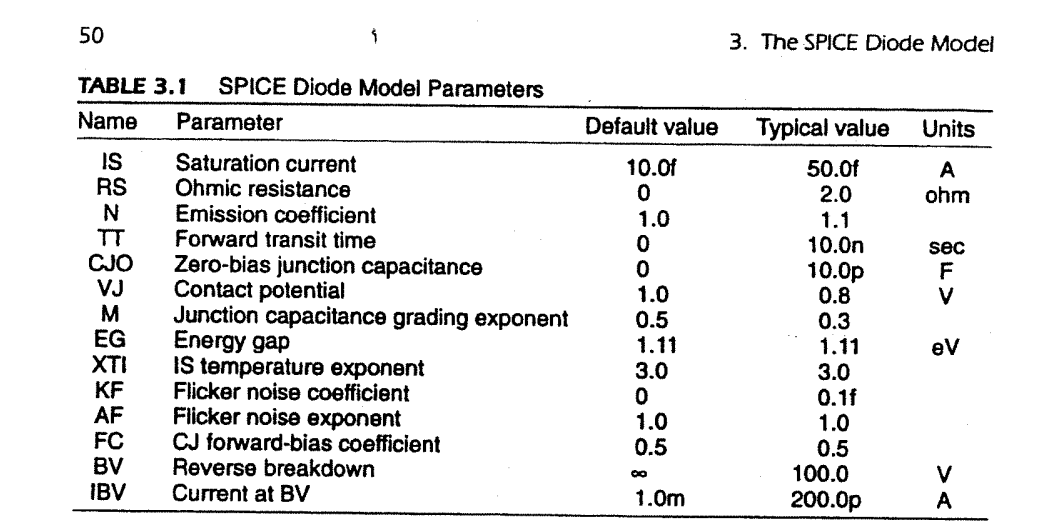 50 3. The SPICE Diode Model
TABLE 3.1 SPICE Diode Model Parameters
Name Parameter Default value Typical value Units
IS Saturation current 10.0f 50.0f A
RS Ohmic resistance 0 2.0 ohm
N Emission coefficient 1.0 1.1
TT Forward transit time 0 10.0n sec
CJO Zero-bias junction capacitance 0 10.0p F
VJ Contact potential 1.0 0.8 V
M Junction capacitance grading exponent 0.5 0.3
EG Energy gap 1.11 1.11 eV
XTI IS temperature exponent 3.0 3.0
KF Flicker noise coefficient 0 0.1f
AF Flicker noise exponent 1.0 1.0
FC CJ forward-bias coefficient 0.5 0.5
BV Reverse breakdown ∞ 100.0 V
IBV Current at BV 1.0m 200.0p A